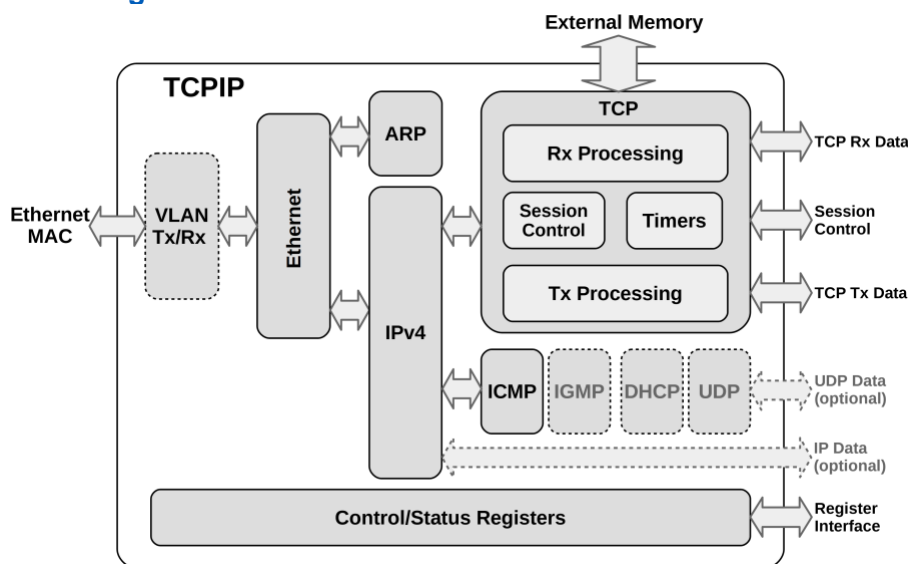 External Memory
TCPIP
TCP
ARP
Rx Processing
TCP Rx Data
Ethernet
MAC
VLAN
Tx/Rx
Ethernet
Session
Control
Timers
Session
Control
Tx Processing
TCP Tx Data
IPv4
ICMP
IGMP
DHCP
UDP
UDP Data
(optional)
IP Data
(optional)
Control/Status Registers
Register
Interface